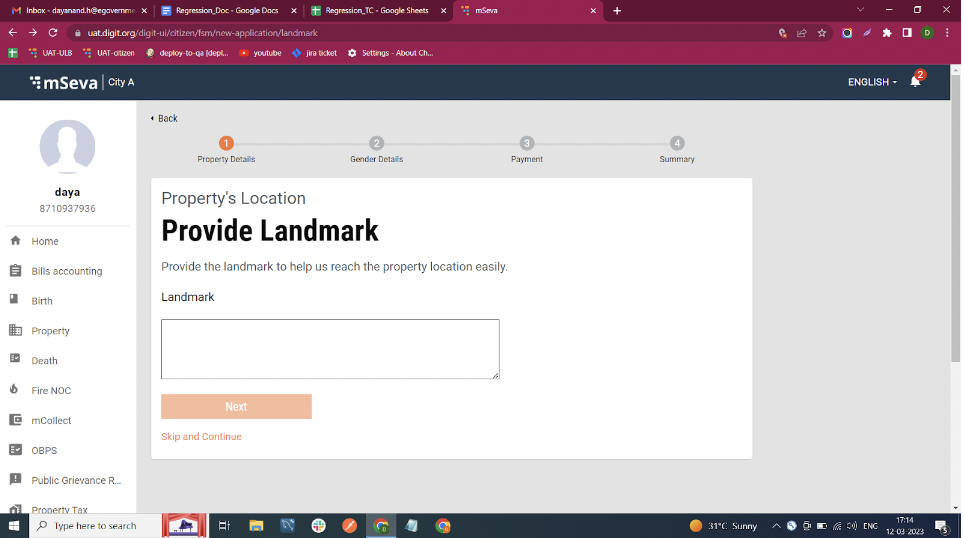 Inbox - dayanand.h@egovernme
Regression_Doc - Google Docs
Regression_TC - Google Sheets
mSeva
uat.digit.org/digit-ui/citizen/fsm/new-application/landmark
D
UAT-ULB
UAT-citizen
deploy-to-qa [depl...
youtube
jira ticket
Settings - About Ch...
mSeva
City A
ENGLISH
2
daya
8710937936
Home
Bills accounting
Birth
Property
Death
Fire NOC
mCollect
OBPS
Public Grievance R...
Property Tax
Back
1
2
3
4
Property Details
Gender Details
Payment
Summary
Property's Location
Provide Landmark
Provide the landmark to help us reach the property location easily.
Landmark
Next
Skip and Continue
Type here to search
31°C Sunny
ENG
17:14
12-03-2023
5